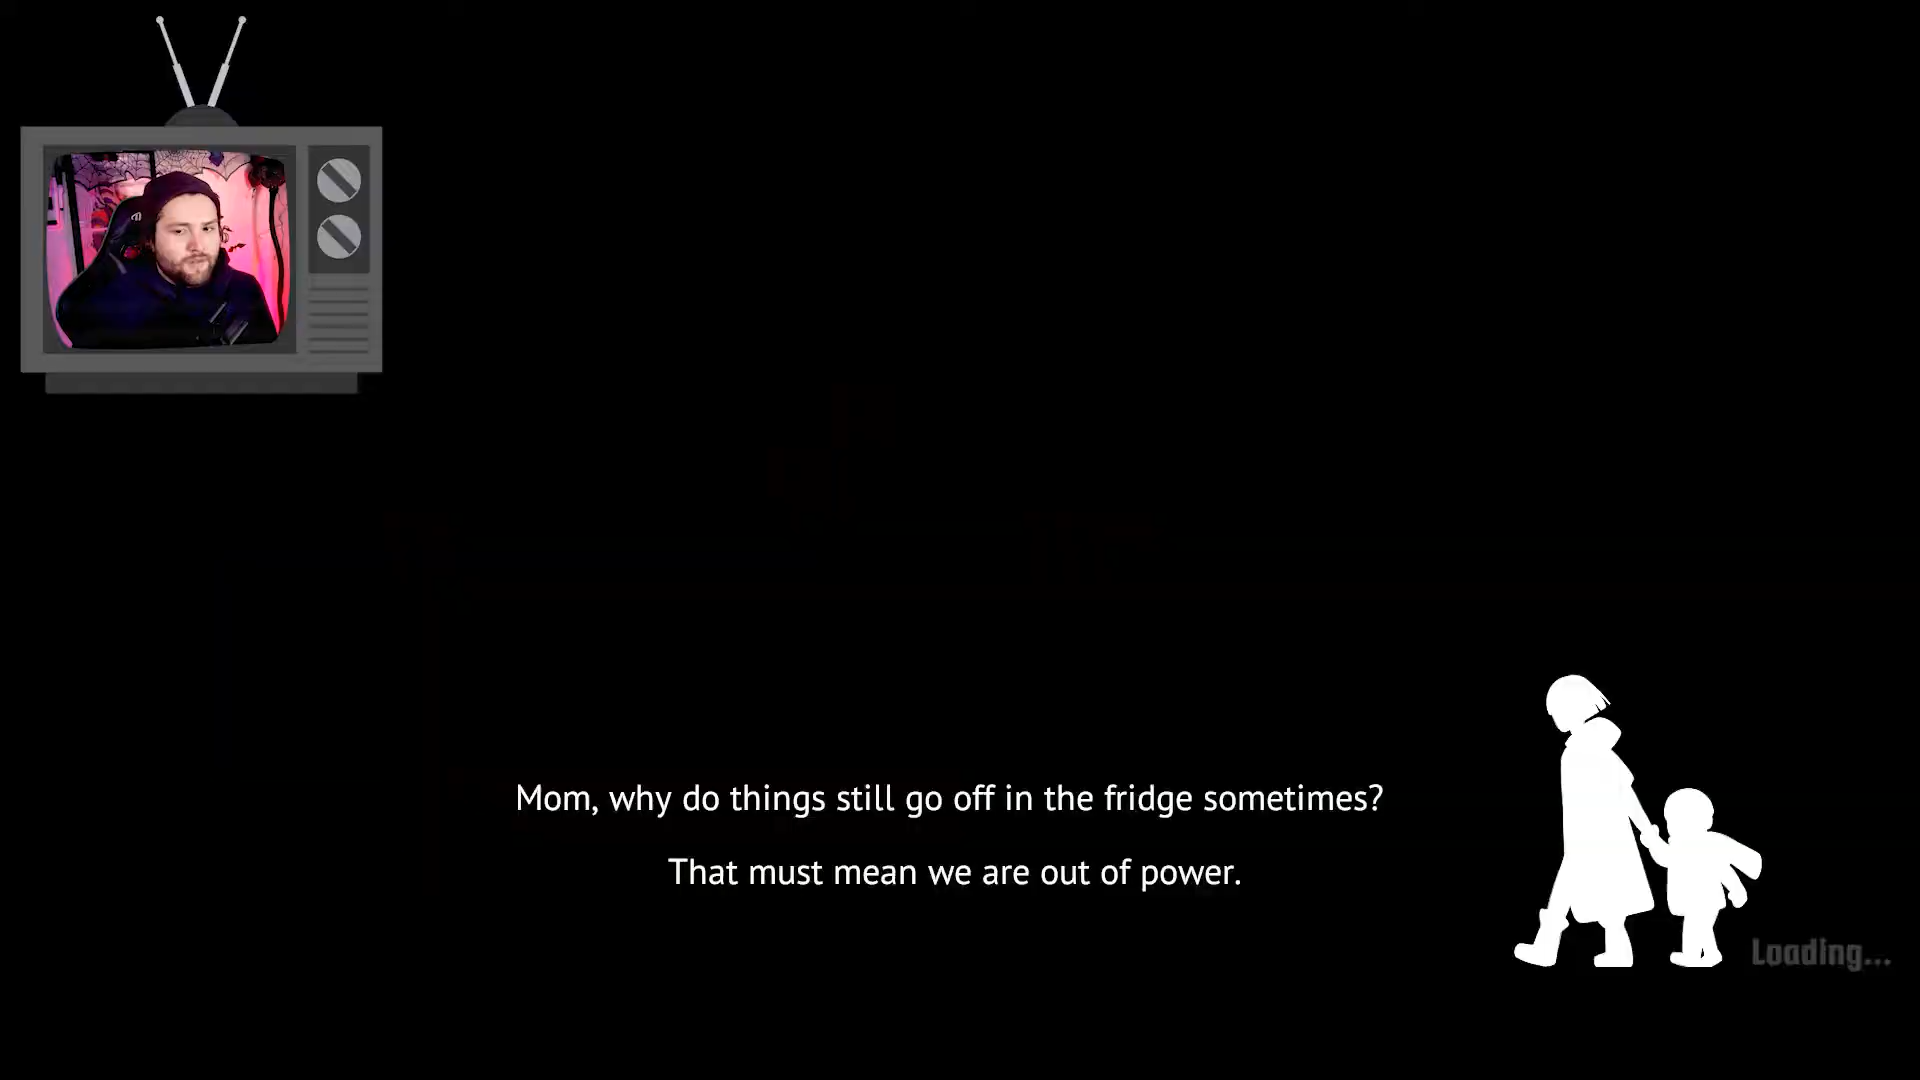 Mom, why do things still go off in the fridge sometimes?
That must mean we are out of power.
Loading...